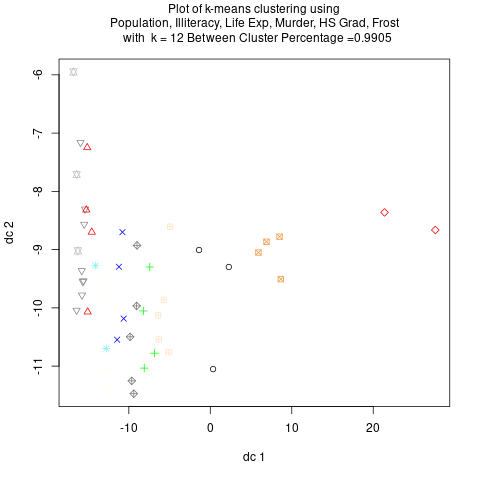 Plot of k-means clustering using
Population, Illiteracy, Life Exp, Murder, HS Grad, Frost
with k = 12 Between Cluster Percentage =0.9905
-6
-7
-8
-9
-10
-11
dc 2
-10 0 10 20
dc 1